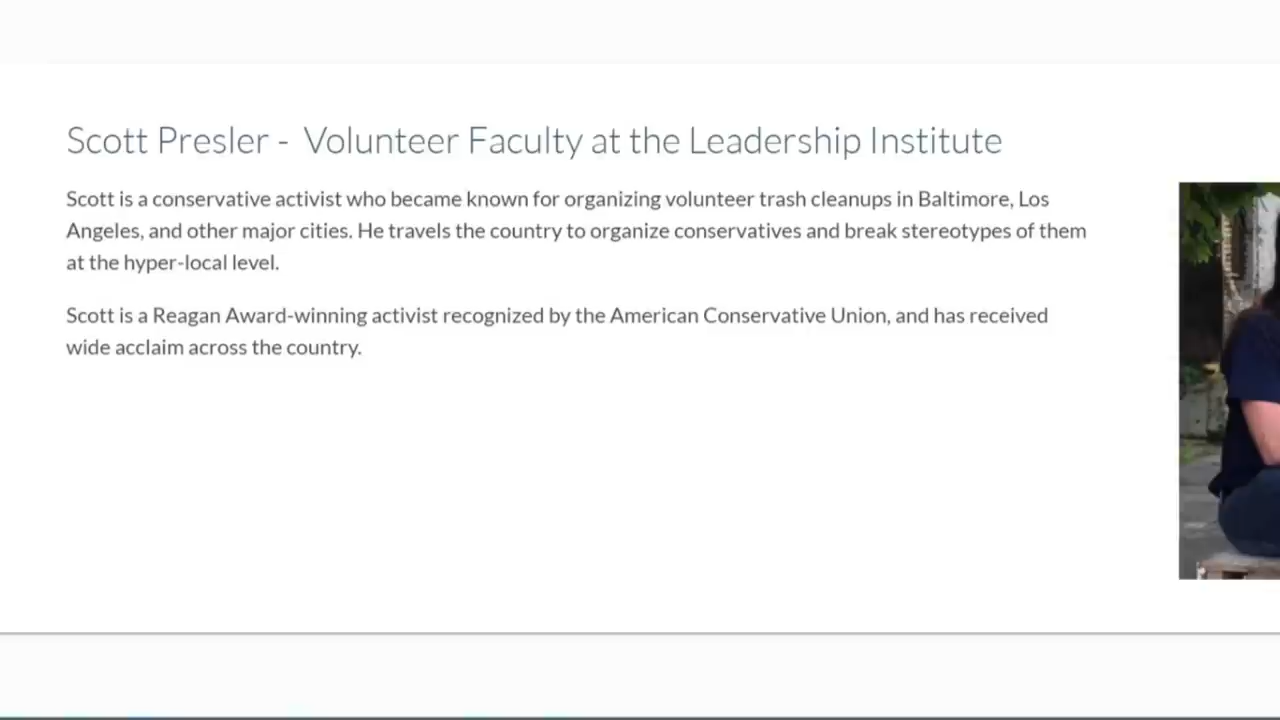 Scott Presler -  Volunteer Faculty at the Leadership Institute
Scott is a conservative activist who became known for organizing volunteer trash cleanups in Baltimore, Los
Angeles, and other major cities. He travels the country to organize conservatives and break stereotypes of them
at the hyper-local level.
Scott is a Reagan Award-winning activist recognized by the American Conservative Union, and has received
wide acclaim across the country.